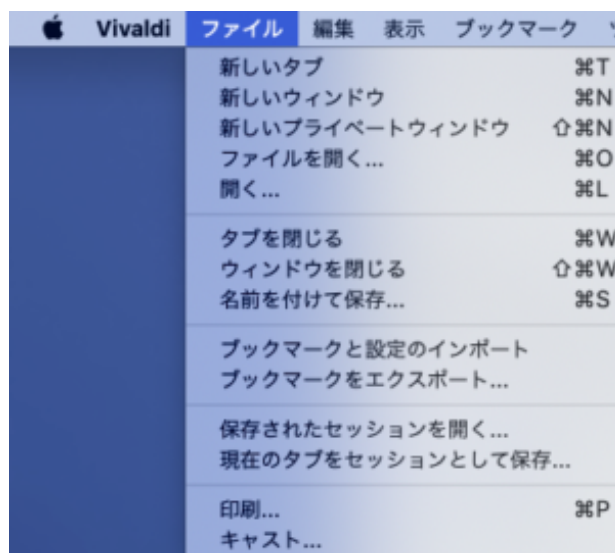 Vivaldi ファイル 編集 表示 ブックマーク
新しいタブ ⌘T
新しいウィンドウ ⌘N
新しいプライベートウィンドウ ⇧⌘N
ファイルを開く... ⌘O
開く... ⌘L
タブを閉じる ⌘W
ウィンドウを閉じる ⇧⌘W
名前を付けて保存... ⌘S
ブックマークと設定のインポート
ブックマークをエクスポート...
保存されたセッションを開く...
現在のタブをセッションとして保存...
印刷... ⌘P
キャスト...